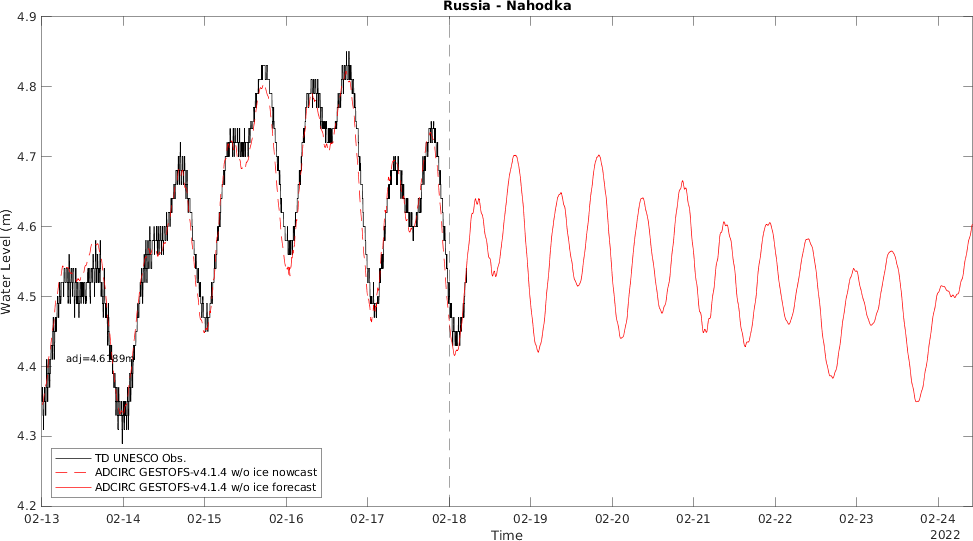 Russia - Nahodka
4.9
4.8
4.7
4.6
4.5
4.4
4.3
4.2
Water Level (m)
adj=4.6189m
TD UNESCO Obs.
ADCIRC GESTOFS-v4.1.4 w/o ice nowcast
ADCIRC GESTOFS-v4.1.4 w/o ice forecast
02-13 02-14 02-15 02-16 02-17 02-18 02-19 02-20 02-21 02-22 02-23 02-24
Time
2022